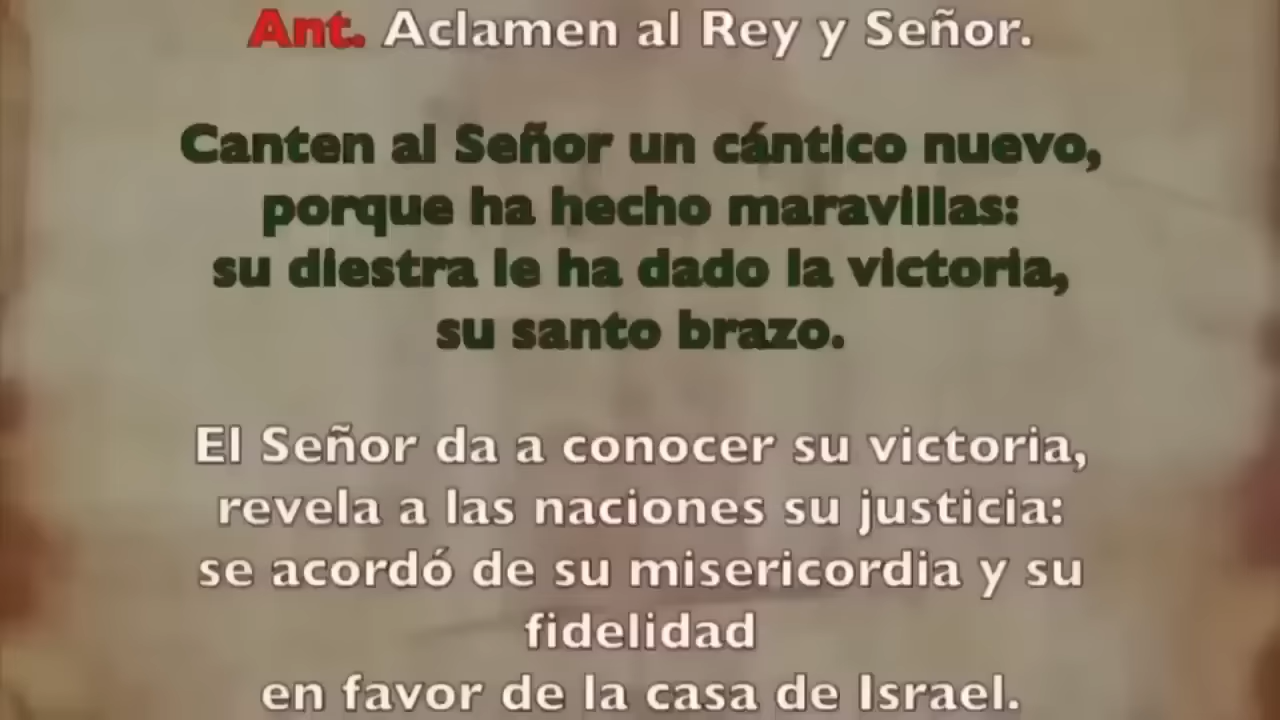 Ant. Aclamen al Rey y Señor.
Canten al Señor un cántico nuevo,
porque ha hecho maravillas:
su diestra le ha dado la victoria,
su santo brazo.
El Señor da a conocer su victoria,
revela a las naciones su justicia:
se acordó de su misericordia y su
fidelidad
en favor de la casa de Israel.